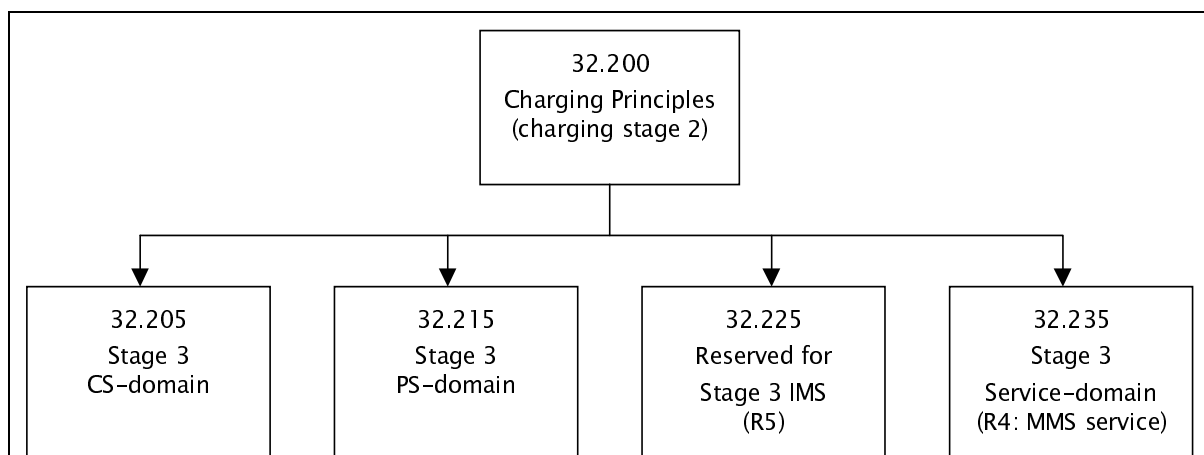 32.200
Charging Principles
(charging stage 2)
32.205
Stage 3
CS-domain
32.215
Stage 3
PS-domain
32.225
Reserved for
Stage 3 IMS
(R5)
32.235
Stage 3
Service-domain
(R4: MMS service)